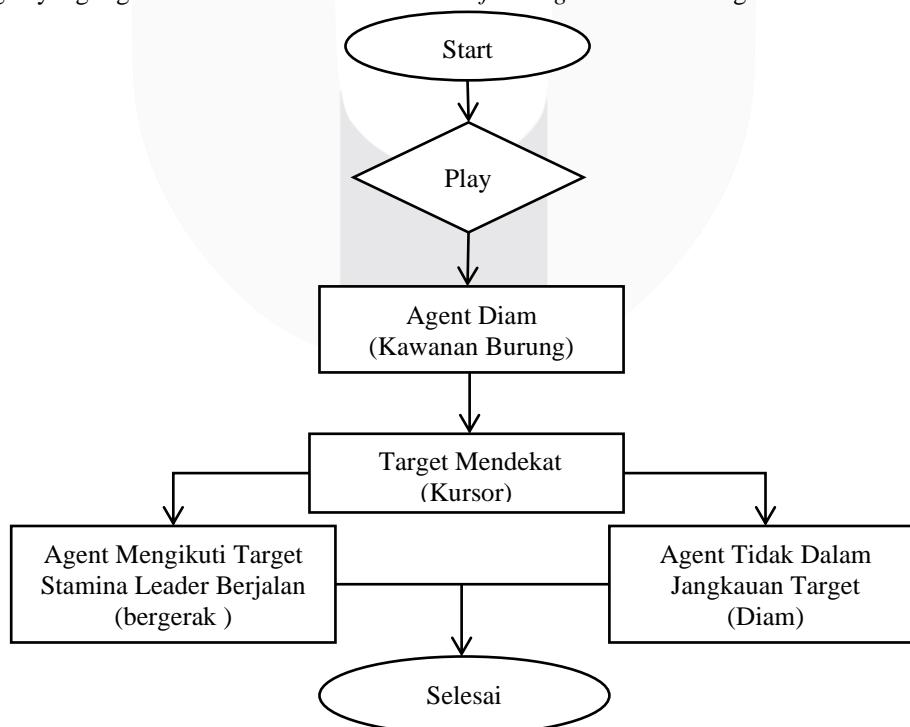 Start
Play
Agent Diam
(Kawanan Burung)
Target Mendekat
(Kursor)
Agent Mengikuti Target
Stamina Leader Berjalan
(bergerak )
Agent Tidak Dalam
Jangkauan Target
(Diam)
Selesai